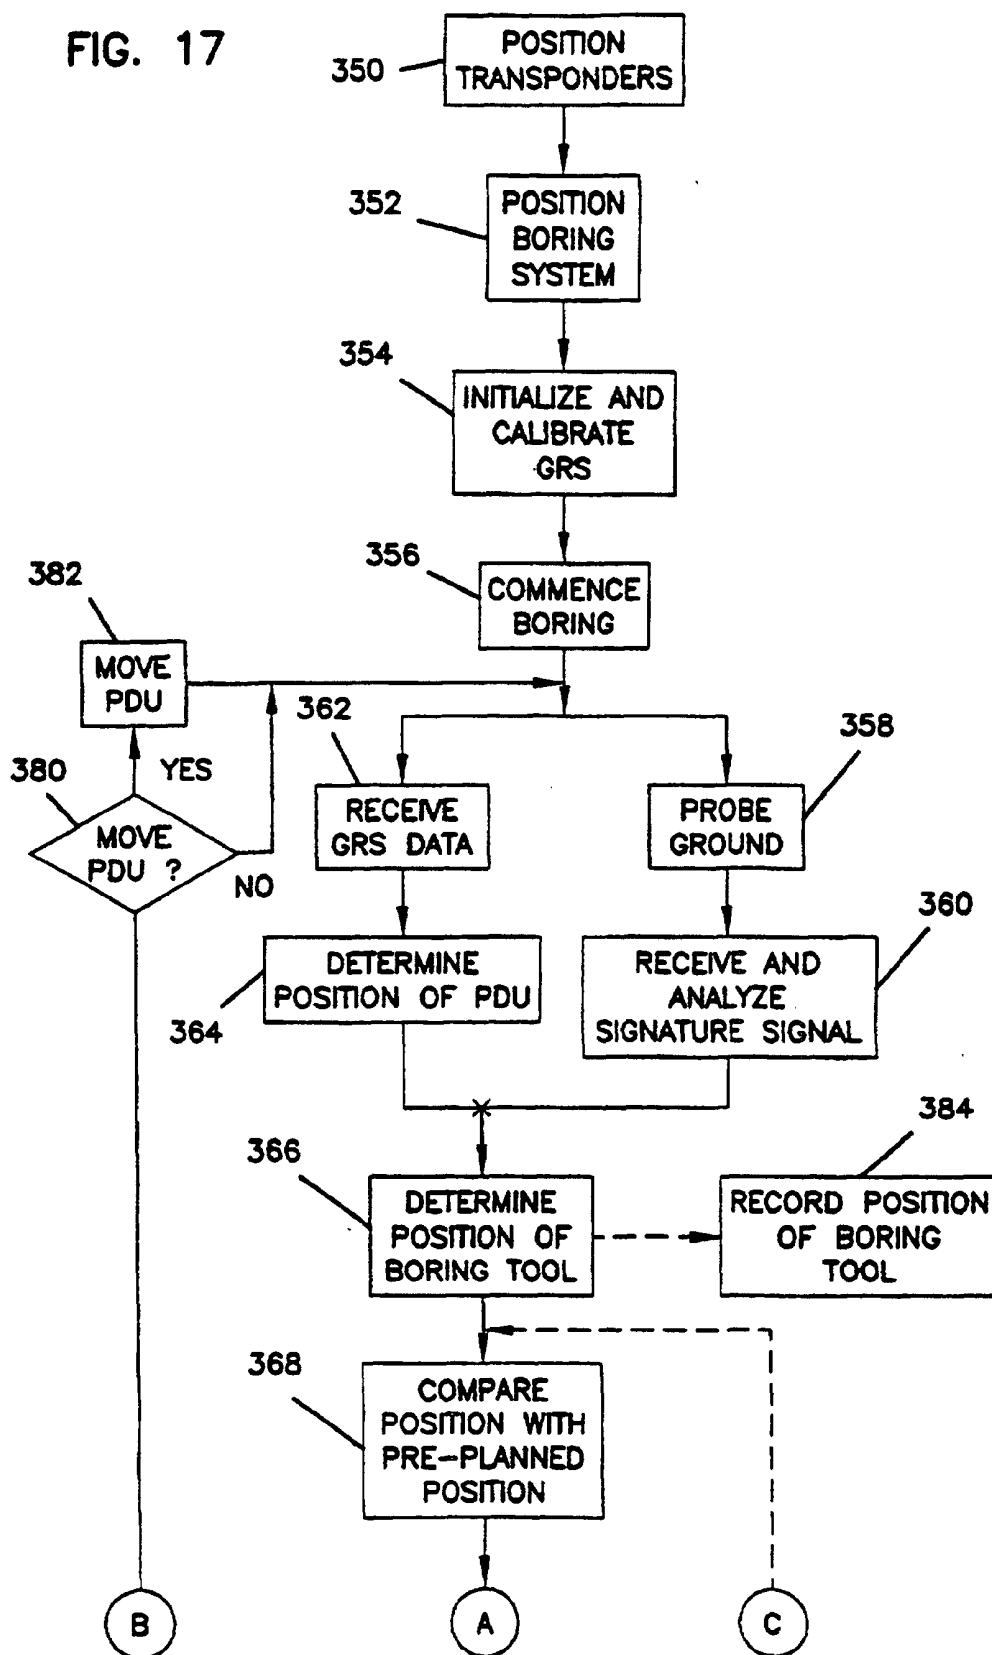 FIG. 17
350
POSITION
TRANSPONDERS
352
POSITION
BORING
SYSTEM
354
INITIALIZE AND
CALIBRATE
GRS
356
COMMENCE
BORING
382
MOVE
PDU
380
YES
MOVE
PDU ?
NO
362
RECEIVE
GRS DATA
358
PROBE
GROUND
364
DETERMINE
POSITION OF PDU
360
RECEIVE AND
ANALYZE
SIGNATURE SIGNAL
366
DETERMINE
POSITION OF
BORING TOOL
384
RECORD POSITION
OF BORING
TOOL
368
COMPARE
POSITION WITH
PRE-PLANNED
POSITION
B
A
C